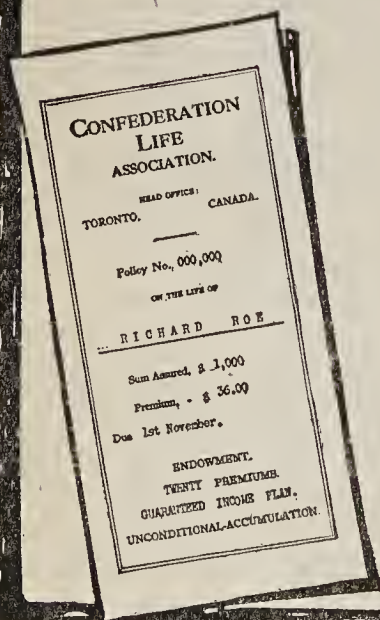 CONFEDERATION
LIFE
ASSOCIATION.
HEAD OFFICE:
TORONTO, CANADA.
Policy No., 000,000
ON THE LIFE OF
... RICHARD ROE
Sum Assured, $ 1,000
Premium, - $ 36.00
Due 1st November.
ENDOWMENT.
TWENTY PREMIUMS.
GUARANTEED INCOME PLAN.
UNCONDITIONAL-ACCUMULATION.